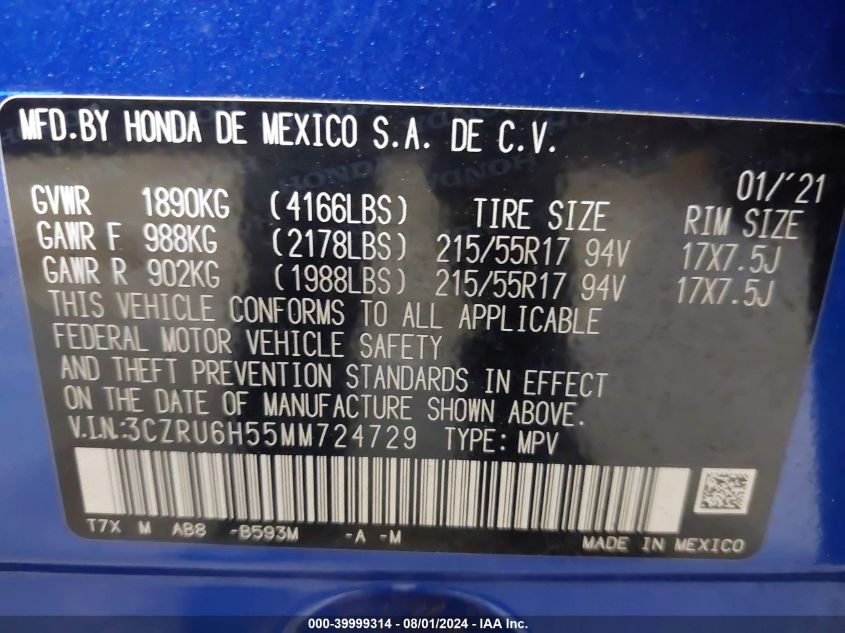 MFD.BY HONDA DE MEXICO S.A. DE C.V.
01/'21
GVWR 1890KG (4166LBS) TIRE SIZE RIM SIZE
GAWR F 988KG (2178LBS) 215/55R17 94V 17X7.5J
GAWR R 902KG (1988LBS) 215/55R17 94V 17X7.5J
THIS VEHICLE CONFORMS TO ALL APPLICABLE
FEDERAL MOTOR VEHICLE SAFETY
AND THEFT PREVENTION STANDARDS IN EFFECT
ON THE DATE OF MANUFACTURE SHOWN ABOVE.
V.I.N:3CZRU6H55MM724729 TYPE: MPV
T7X M AB8 -B593M -A -M
MADE IN MEXICO
000-39999314 - 08/01/2024 - IAA Inc.